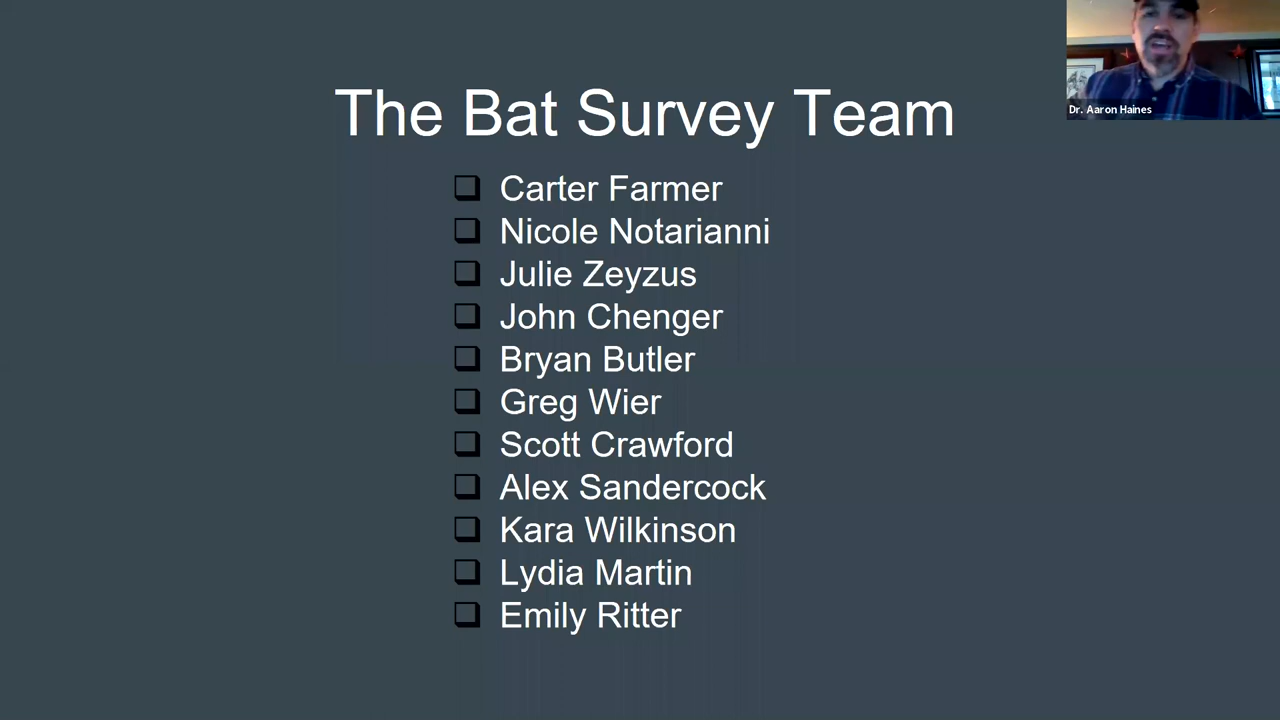 The Bat Survey Team
Dr. Aaron Haines
Carter Farmer
Nicole Notarianni
Julie Zeyzus
John Chenger
Bryan Butler
Greg Wier
Scott Crawford
Alex Sandercock
Kara Wilkinson
Lydia Martin
Emily Ritter